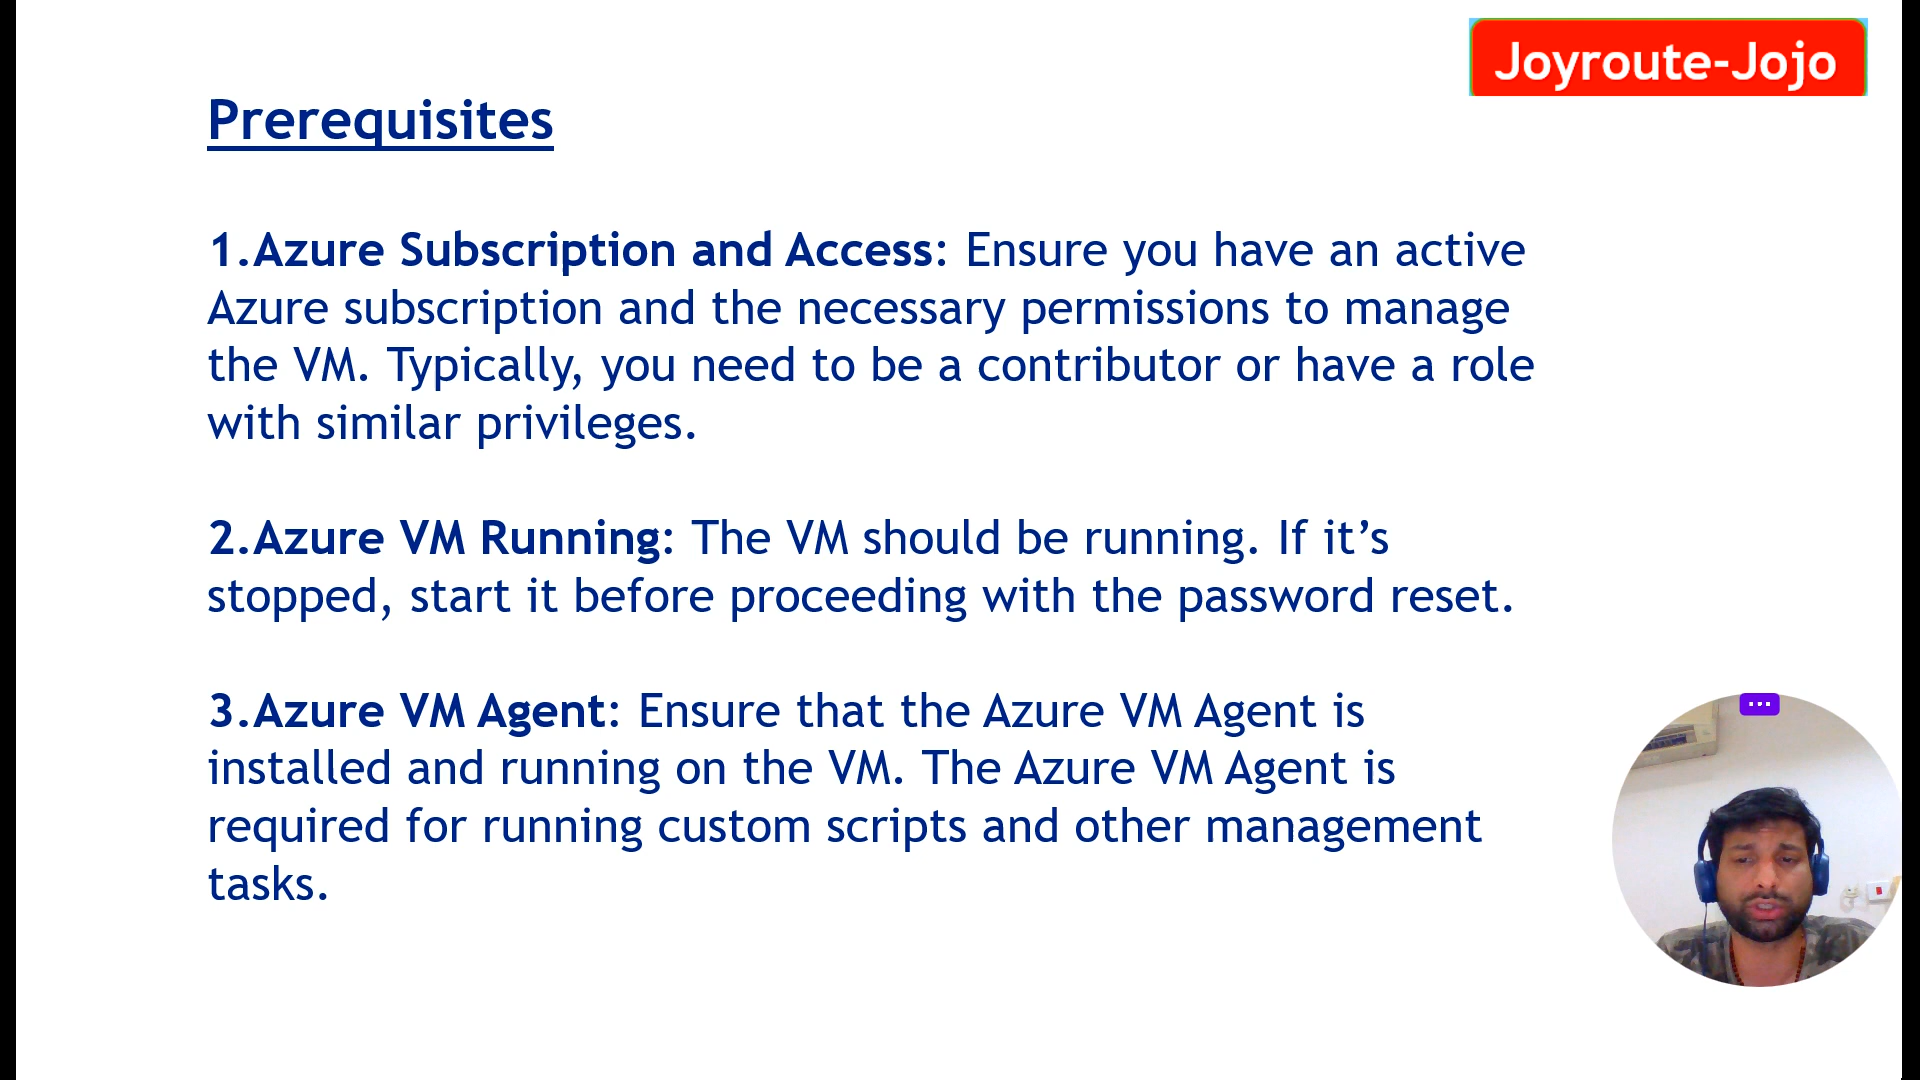 Joyroute-Jojo
Prerequisites
1.Azure Subscription and Access: Ensure you have an active
Azure subscription and the necessary permissions to manage
the VM. Typically, you need to be a contributor or have a role
with similar privileges.
2.Azure VM Running: The VM should be running. If it’s
stopped, start it before proceeding with the password reset.
3.Azure VM Agent: Ensure that the Azure VM Agent is
installed and running on the VM. The Azure VM Agent is
required for running custom scripts and other management
tasks.